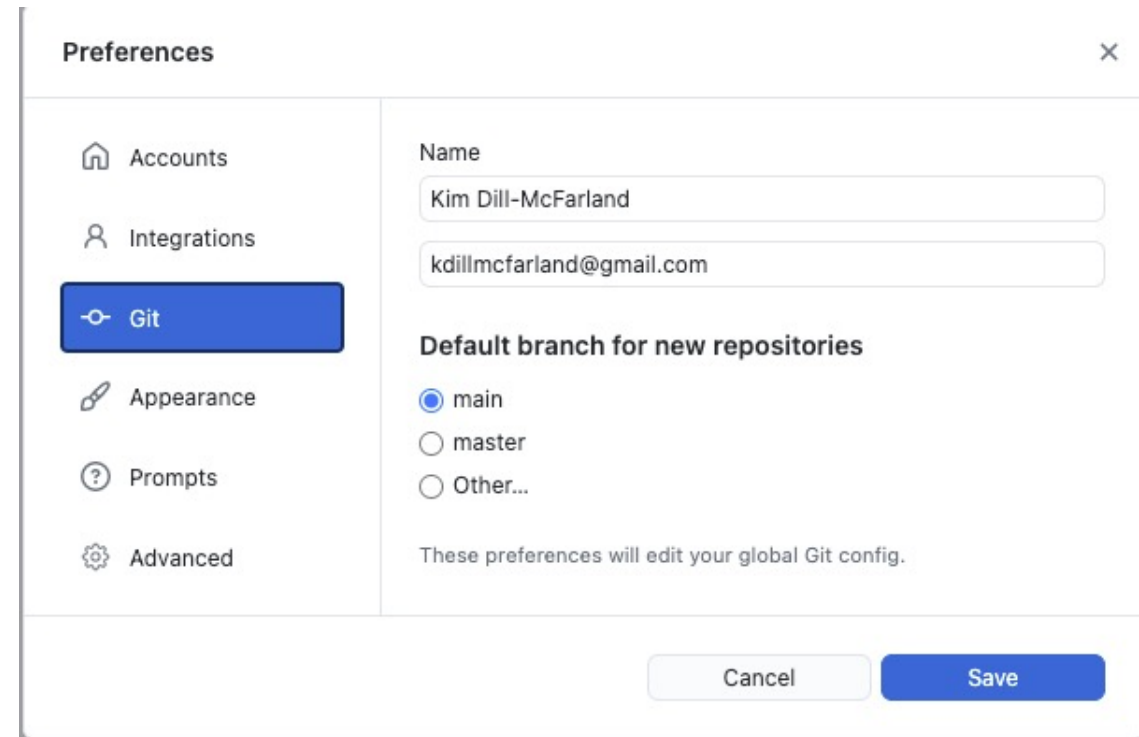 Preferences
Accounts
Integrations
Git
Appearance
Prompts
Advanced
Name
Kim Dill-McFarland
kdillmcfarland@gmail.com
Default branch for new repositories
main
master
Other...
These preferences will edit your global Git config.
Cancel
Save